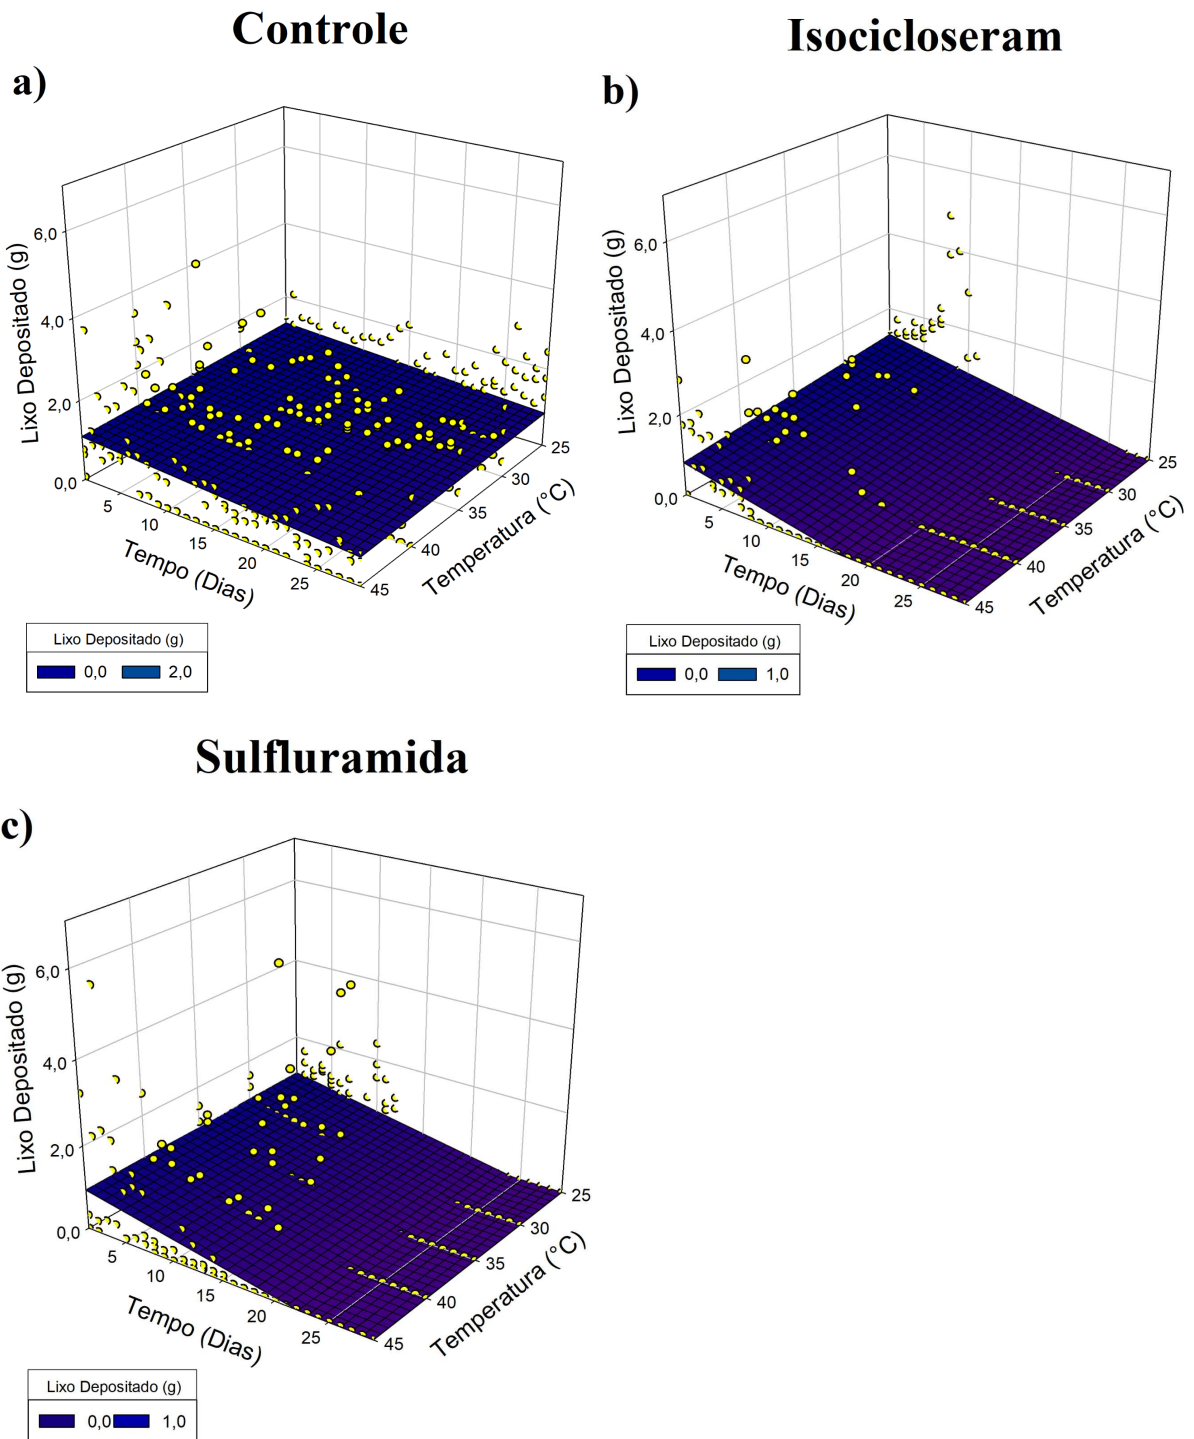 Controle
a)
Lixo Depositado (g)
6,0
4,0
2,0
0,0
5
10
15
20
25
Tempo (Dias)
25
30
35
40
45
Temperatura (°C)
Lixo Depositado (g)
0,0 2,0
Isocicloseram
b)
Lixo Depositado (g)
6,0
4,0
2,0
0,0
5
10
15
20
25
Tempo (Dias)
25
30
35
40
45
Temperatura (°C)
Lixo Depositado (g)
0,0 1,0
Sulfluramida
c)
Lixo Depositado (g)
6,0
4,0
2,0
0,0
5
10
15
20
25
Tempo (Dias)
25
30
35
40
45
Temperatura (°C)
Lixo Depositado (g)
0,0 1,0